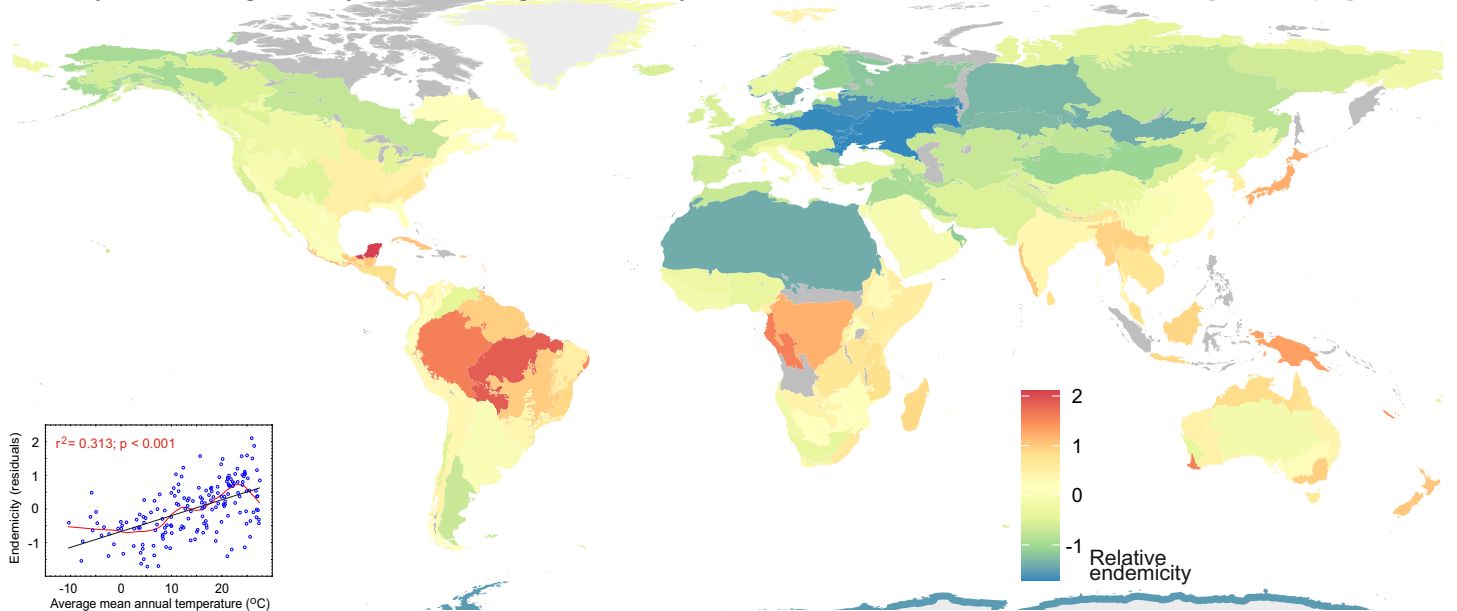 2
1
0
-1
Relative
endemicity
r2= 0.313; p < 0.001
Endemicity (residuals)
2
1
0
-1
-10 0 10 20
Average mean annual temperature (oC)